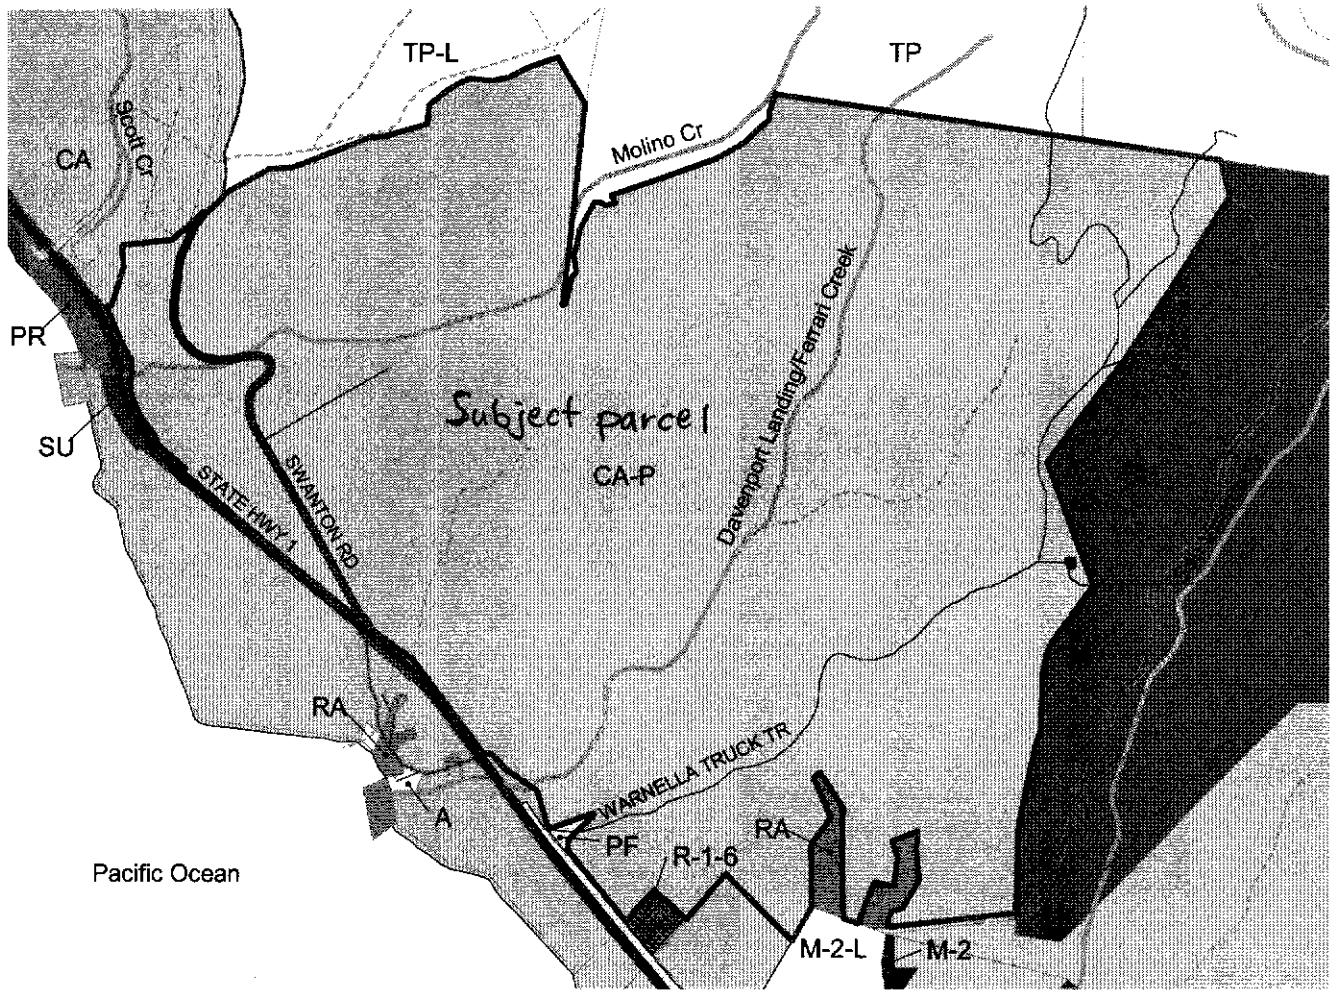 TP-L
TP
Scott Cr
CA
Molino Cr
PR
Davenport Landing/Ferrari Creek
Subject parcel
CA-P
SU
STATE HWY 1
SWANTON RD
RA
WARNELLA TRUCK TR
A
RA
PF
R-1-6
Pacific Ocean
M-2-L
M-2